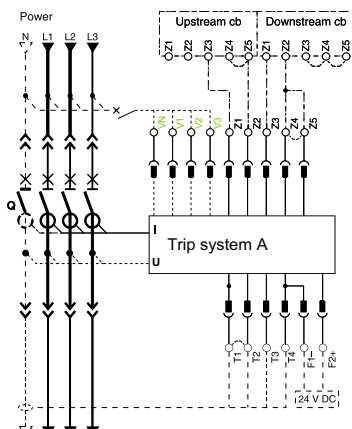 Power
Upstream cb Downstream cb
N L1 L2 L3
Z1 Z2 Z3 Z4 Z5 Z1 Z2 Z3 Z4 Z5
VN V1 V2 V3 Z1 Z2 Z3 Z4 Z5
Q
I
Trip system A
U
T1 T2 T3 T4 F1− F2+
24 V DC